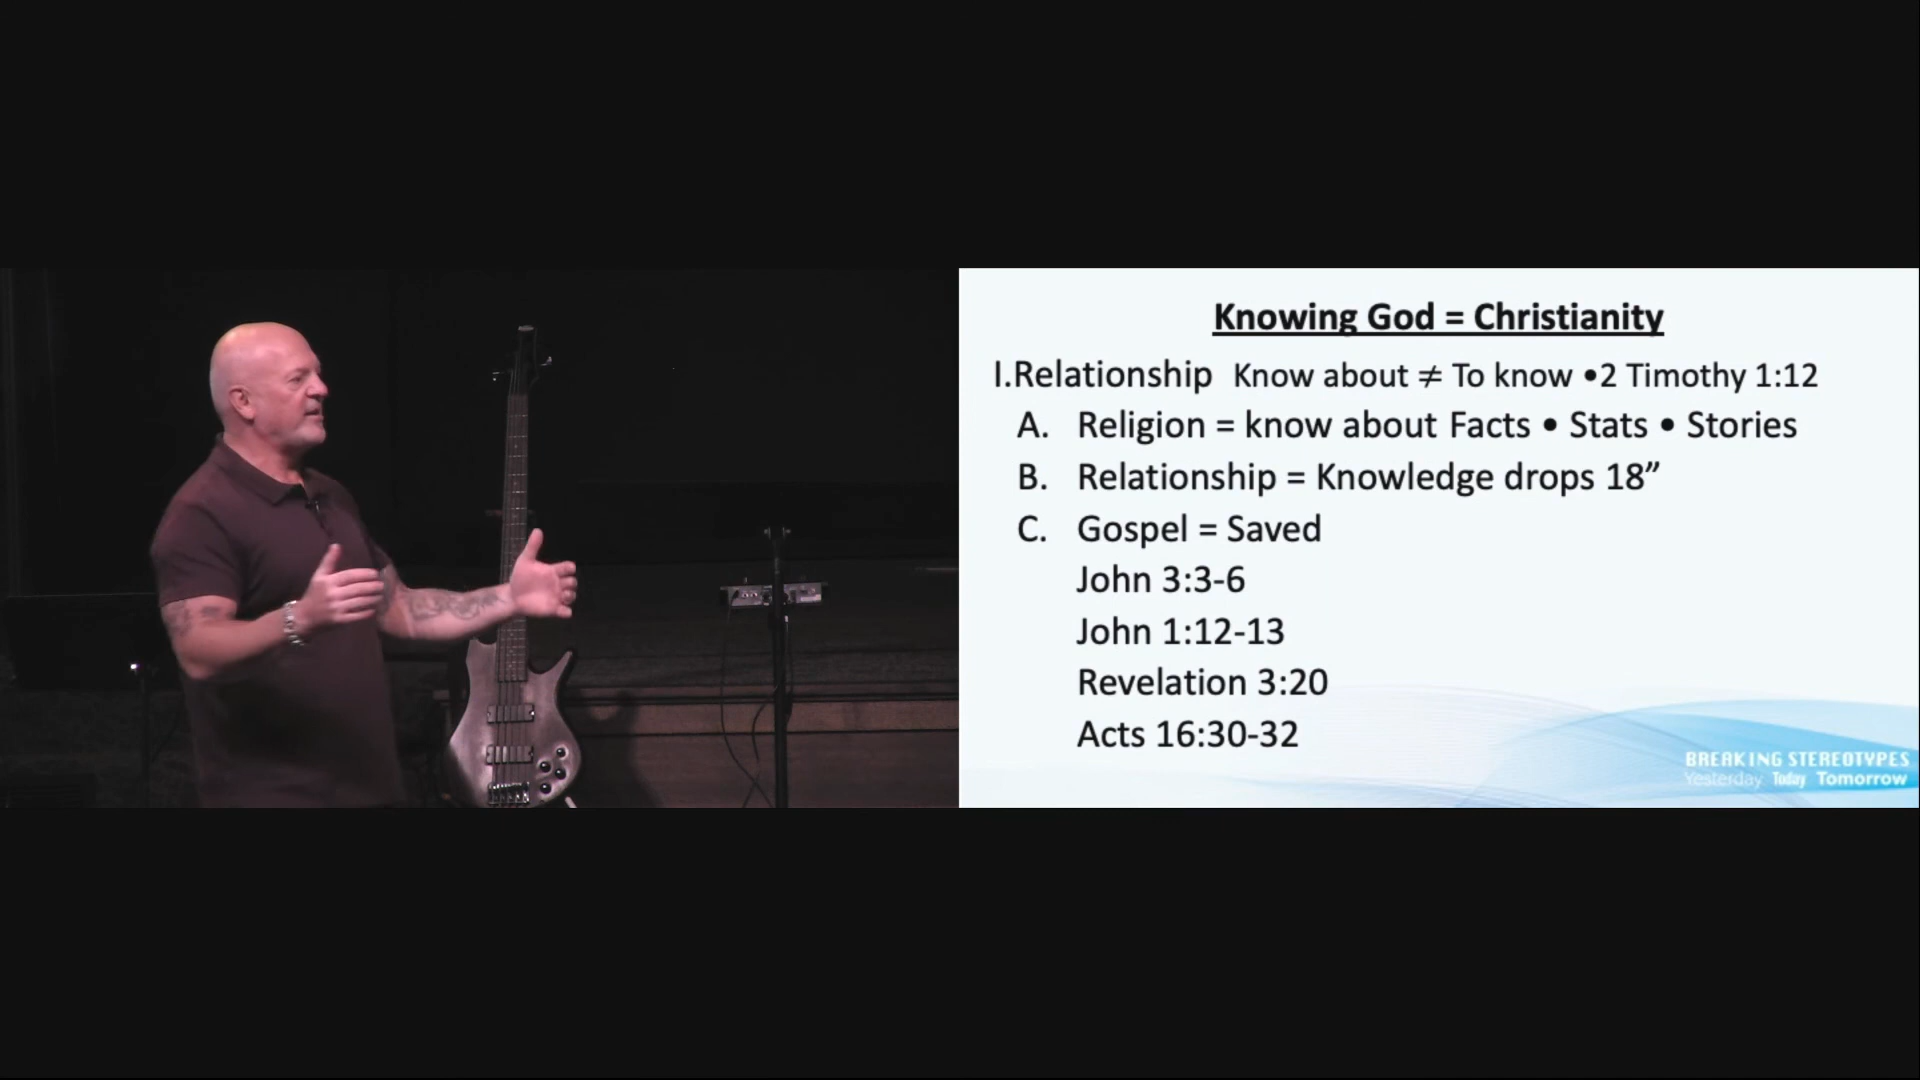 Knowing God = Christianity
I.Relationship Know about ≠ To know •2 Timothy 1:12
A. Religion = know about Facts • Stats • Stories
B. Relationship = Knowledge drops 18”
C. Gospel = Saved
John 3:3-6
John 1:12-13
Revelation 3:20
Acts 16:30-32
BREAKING STEREOTYPES
Yesterday Today Tomorrow